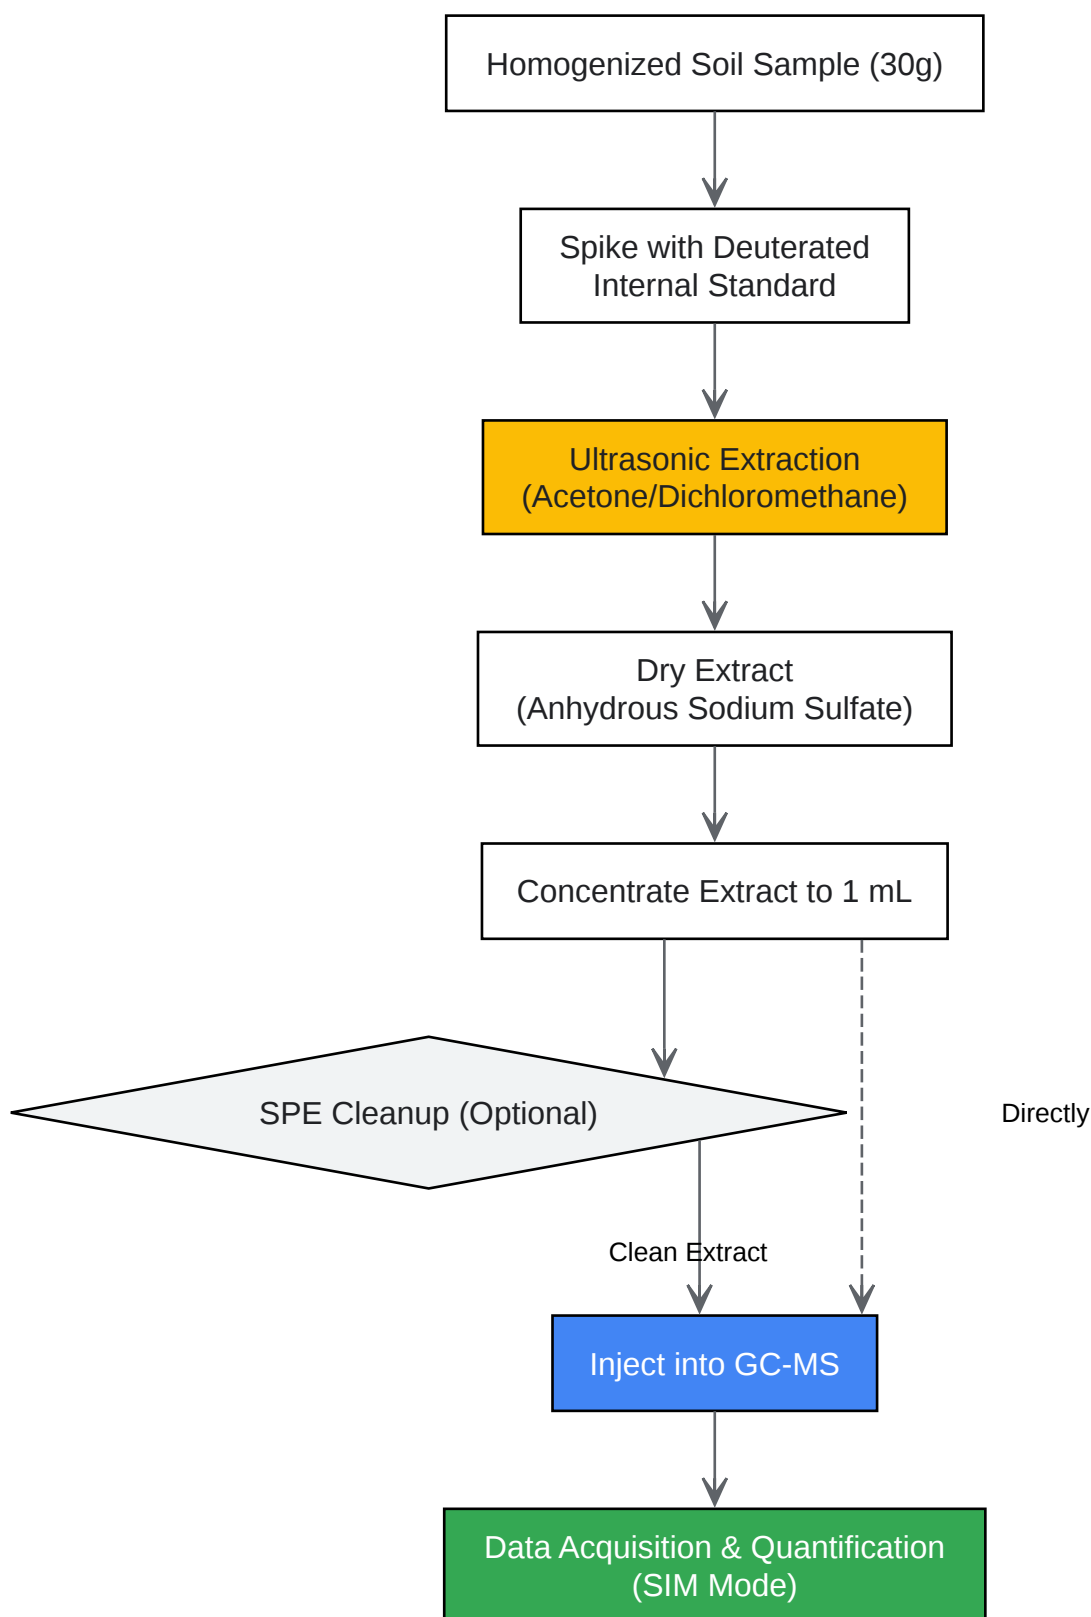 Homogenized Soil Sample (30g)
Spike with Deuterated
Internal Standard
Ultrasonic Extraction
(Acetone/Dichloromethane)
Dry Extract
(Anhydrous Sodium Sulfate)
Concentrate Extract to 1 mL
SPE Cleanup (Optional)
Directly
Clean Extract
Inject into GC-MS
Data Acquisition & Quantification
(SIM Mode)